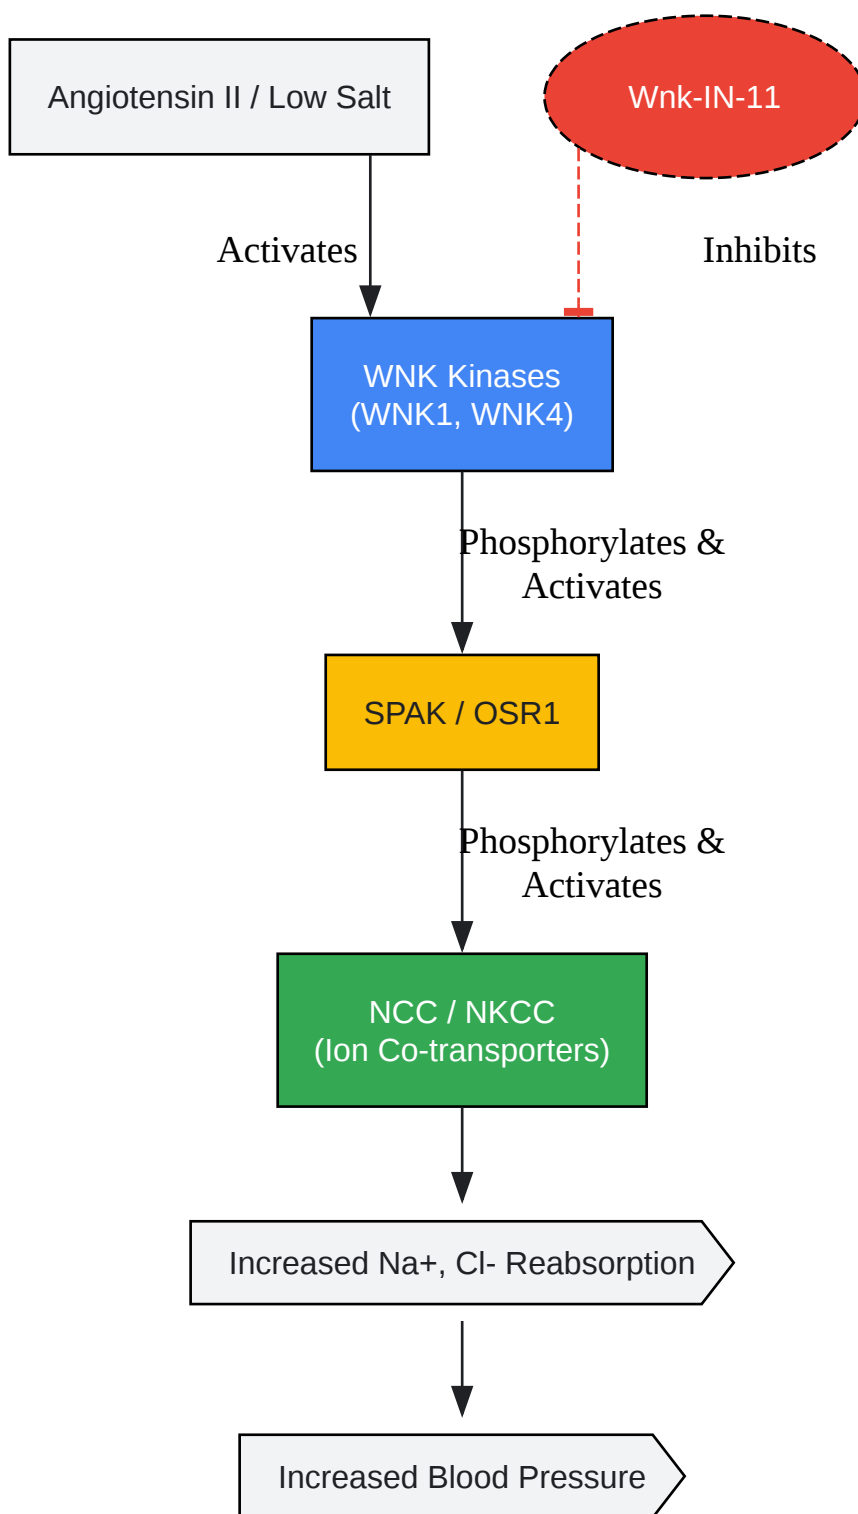 Angiotensin II / Low Salt
Wnk-IN-11
Activates
Inhibits
WNK Kinases
(WNK1, WNK4)
Phosphorylates &
Activates
SPAK / OSR1
Phosphorylates &
Activates
NCC / NKCC
(Ion Co-transporters)
Increased Na+, Cl- Reabsorption
Increased Blood Pressure